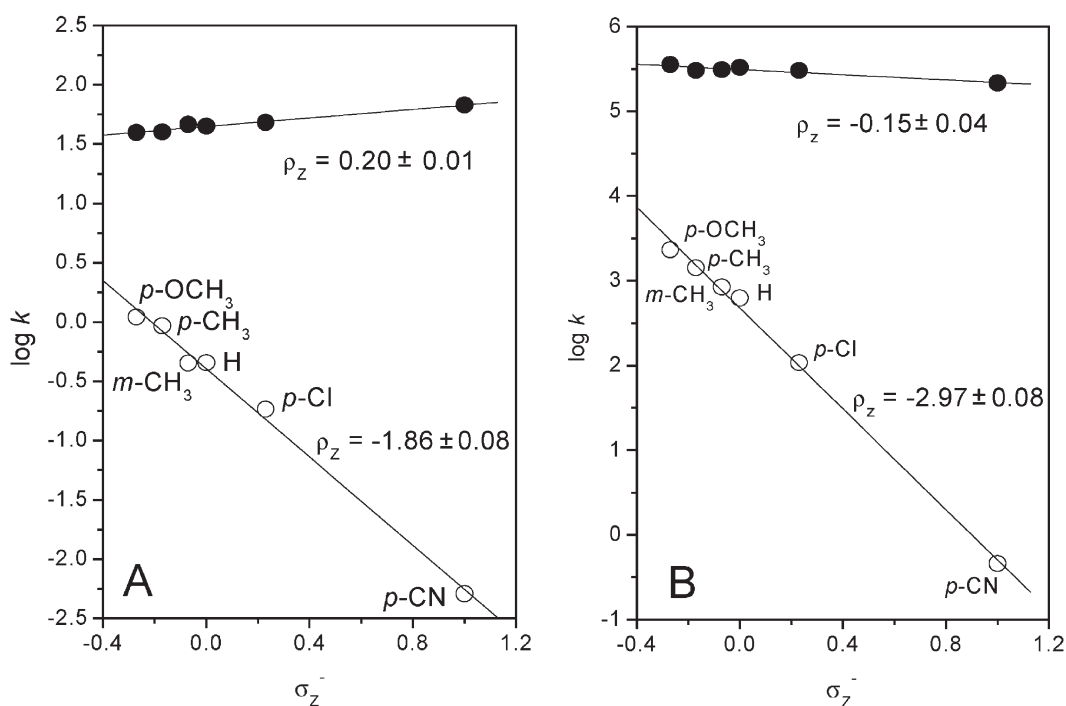 2.5
2.0
1.5
1.0
0.5
0.0
-0.5
-1.0
-1.5
-2.0
-2.5
log k
ρZ = 0.20 ± 0.01
p-OCH3
p-CH3
m-CH3
H
p-Cl
ρZ = -1.86 ± 0.08
p-CN
A
-0.4 0.0 0.4 0.8 1.2
σZ-
6
5
4
3
2
1
0
-1
log k
ρZ = -0.15 ± 0.04
p-OCH3
p-CH3
m-CH3
H
p-Cl
ρz = -2.97 ± 0.08
p-CN
B
-0.4 0.0 0.4 0.8 1.2
σZ-